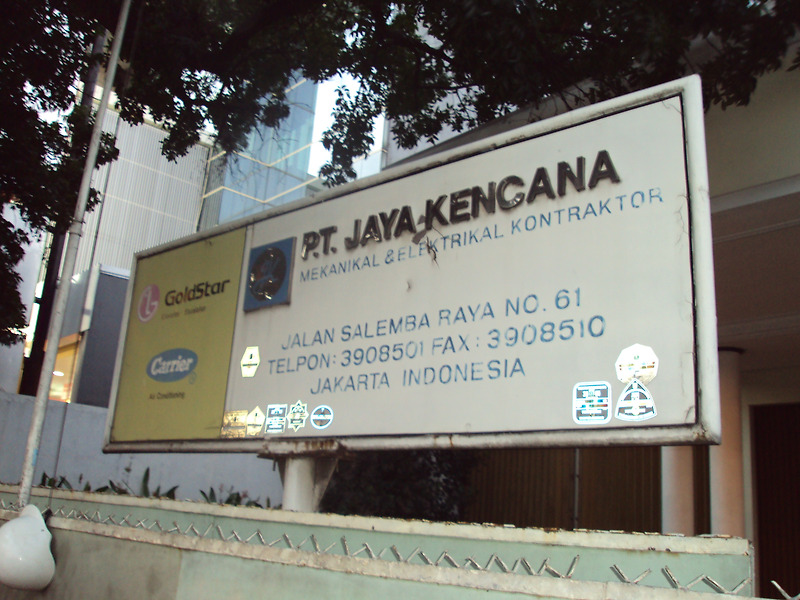 P.T. JAYA KENCANA
MEKANIKAL & ELEKTRIKAL KONTRAKTOR
JALAN SALEMBA RAYA NO. 61
TELPON: 3908501 FAX: 3908510
JAKARTA INDONESIA
GoldStar
Carrier
Air Conditioning